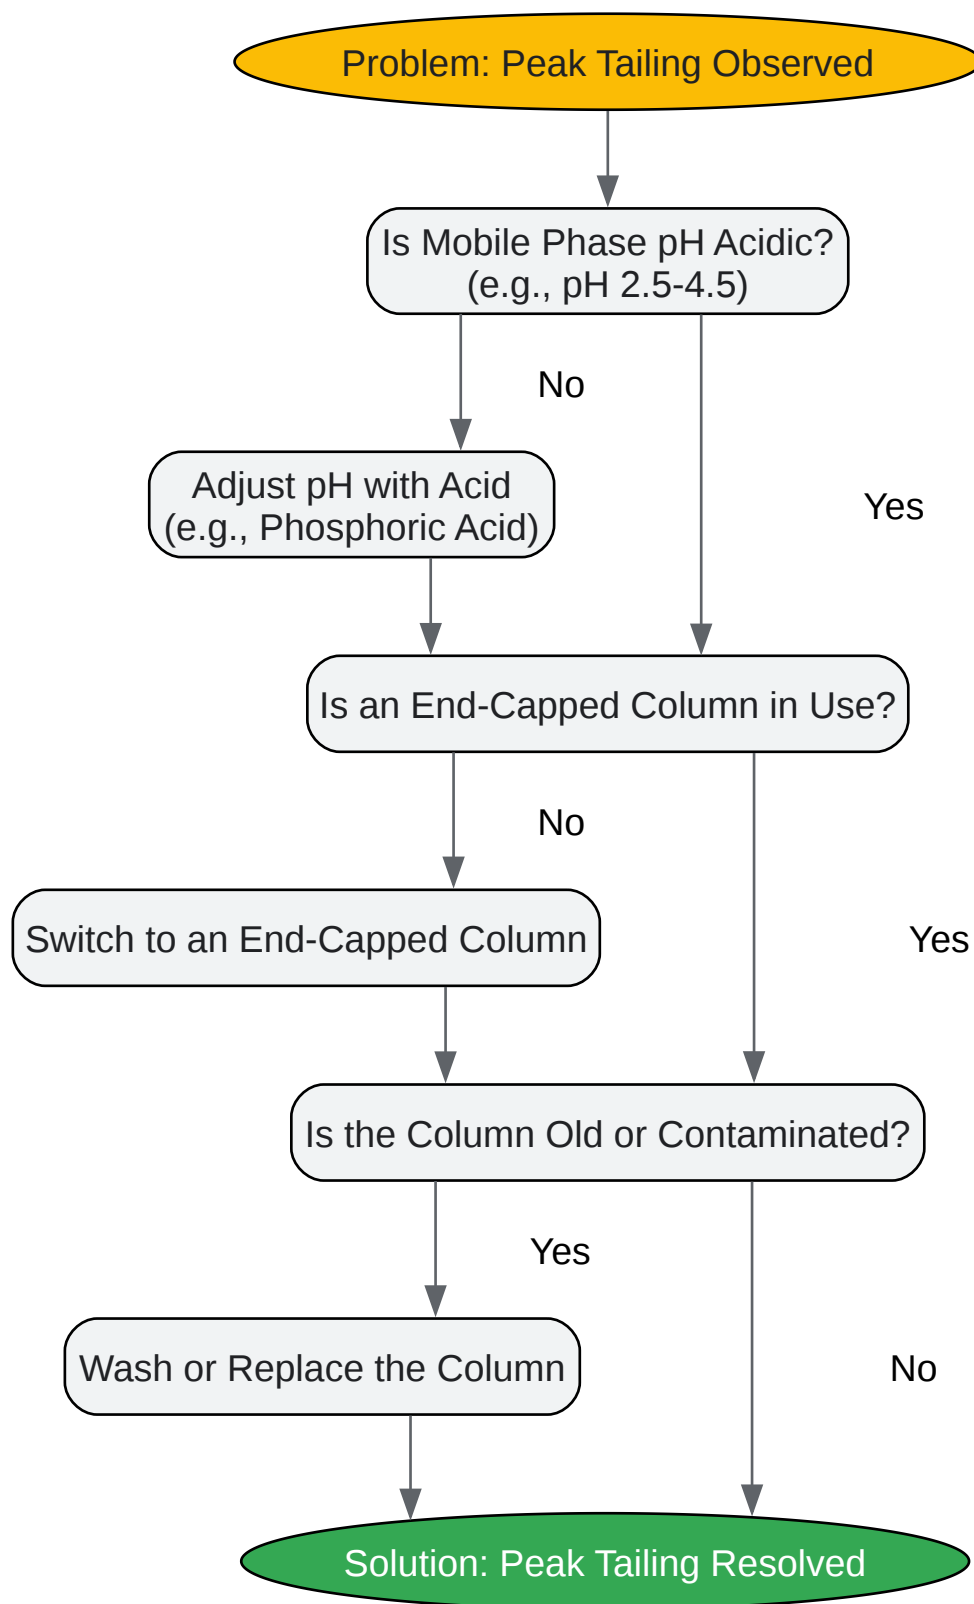 Problem: Peak Tailing Observed
Is Mobile Phase pH Acidic?
(e.g., pH 2.5-4.5)
No
Adjust pH with Acid
(e.g., Phosphoric Acid)
Yes
Is an End-Capped Column in Use?
No
Switch to an End-Capped Column
Yes
Is the Column Old or Contaminated?
Yes
Wash or Replace the Column
No
Solution: Peak Tailing Resolved